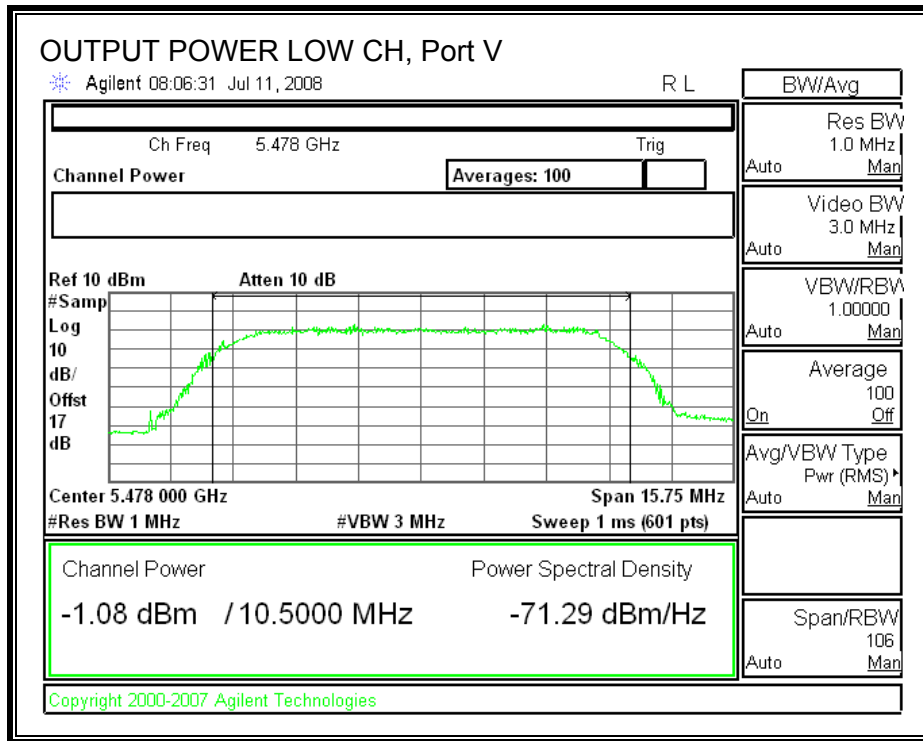 OUTPUT POWER LOW CH, Port V
Agilent 08:06:31 Jul 11, 2008
R L
BW/Avg
Ch Freq 5.478 GHz
Trig
Channel Power
Averages: 100
Res BW
1.0 MHz
Auto Man
Video BW
3.0 MHz
Auto Man
Ref 10 dBm
Atten 10 dB
#Samp
Log
10
dB/
Offst
17
dB
VBW/RBW
1.00000
Auto Man
Average
100
On Off
Avg/VBW Type
Pwr (RMS)
Auto Man
Center 5.478 000 GHz
Span 15.75 MHz
#Res BW 1 MHz
#VBW 3 MHz
Sweep 1 ms (601 pts)
Channel Power
Power Spectral Density
-1.08 dBm /10.5000 MHz
-71.29 dBm/Hz
Span/RBW
106
Auto Man
Copyright 2000-2007 Agilent Technologies